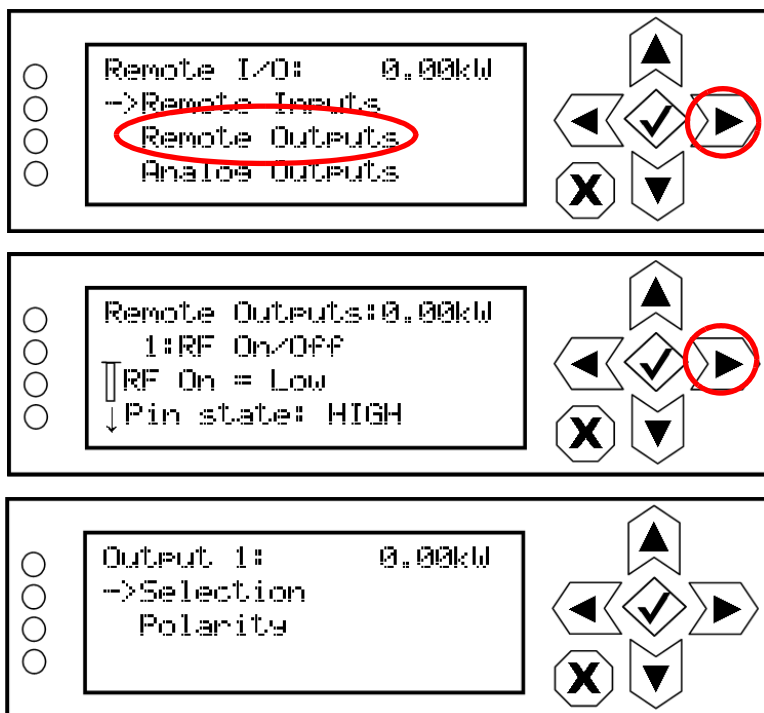 Remote I/O: 0.00kW
->Remote Inputs
Remote Outputs
Analog Outputs
X
Remote Outputs:0.00kW
1:RF On/Off
RF On = Low
↓Pin state: HIGH
X
Output 1: 0.00kW
->Selection
Polarity
X